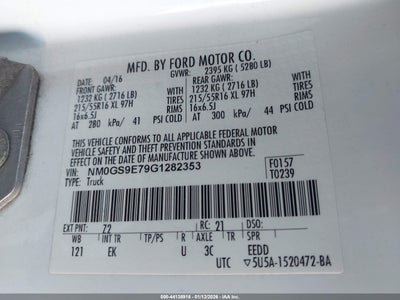 MFD. BY FORD MOTOR CO.
04/16 GVWR: 2395 KG ( 5280 LB)
FRONT GAWR: REAR GAWR:
1232 KG ( 2716 LB) WITH 1232 KG ( 2716 LB) WITH
215/55R16 XL 97H TIRES 215/55R16 XL 97H TIRES
16x6.5J RIMS 16x6.5J RIMS
AT 280 kPa/ 41 PSI COLD AT 300 kPa/ 44 PSI COLD
THIS VEHICLE CONFORMS TO ALL APPLICABLE FEDERAL MOTOR
VEHICLE SAFETY AND THEFT PREVENTION STANDARDS IN
EFFECT ON THE DATE OF MANUFACTURE SHOWN ABOVE.
VIN: NM0GS9E79G1282353 F0157
TYPE: Truck T0239
EXT PNT: Z2 RC: 21 DSO:
WB INT TR TP/PS R AXLE TR SPR
121 EK U 3C EEDD
UTC 5U5A-1520472-BA
500-44138916 - 01/12/2026 - IAAI